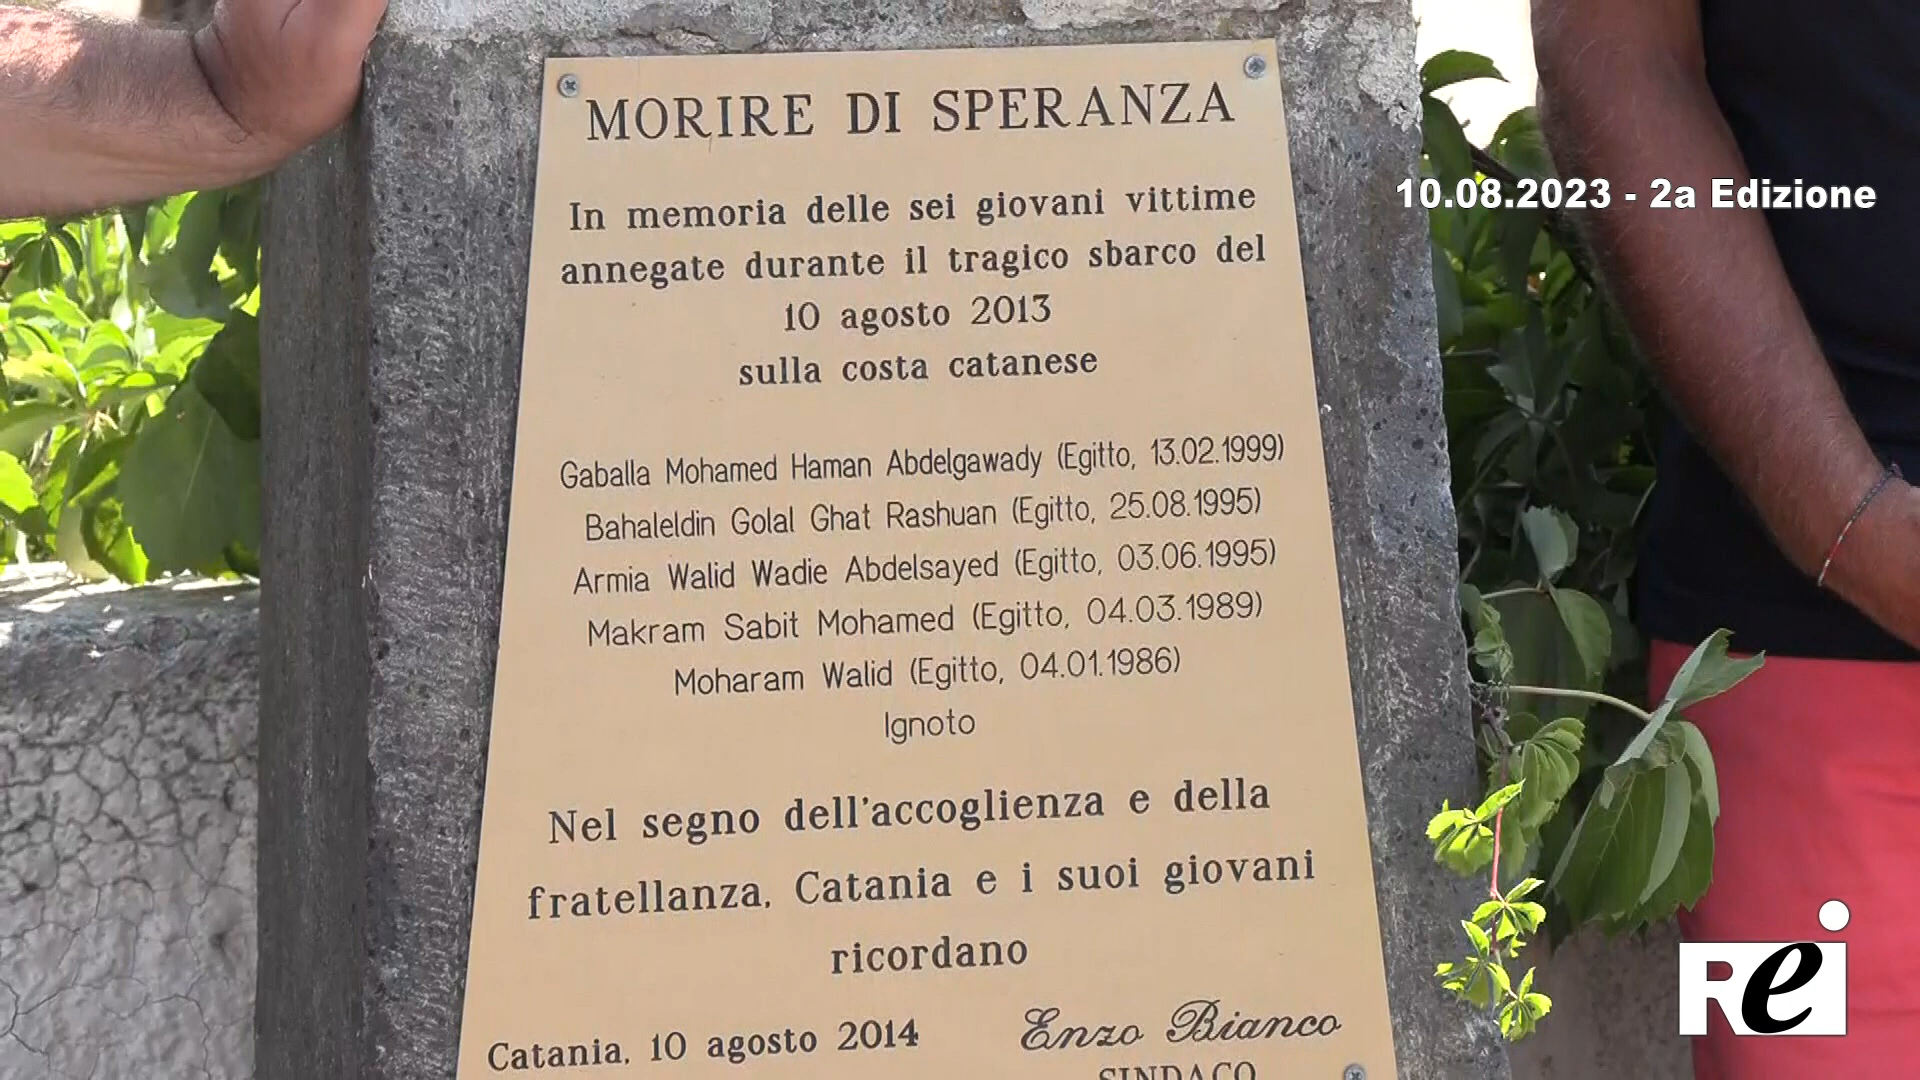 MORIRE DI SPERANZA
In memoria delle sei giovani vittime
annegate durante il tragico sbarco del
10 agosto 2013
sulla costa catanese
Gaballa Mohamed Haman Abdelgawady (Egitto, 13.02.1999)
Bahaleldin Golal Ghat Rashuan (Egitto, 25.08.1995)
Armia Walid Wadie Abdelsayed (Egitto, 03.06.1995)
Makram Sabit Mohamed (Egitto, 04.03.1989)
Moharam Walid (Egitto, 04.01.1986)
Ignoto
Nel segno dell'accoglienza e della
fratellanza, Catania e i suoi giovani
ricordano
Catania, 10 agosto 2014
Enzo Bianco
SINDACO
10.08.2023 - 2a Edizione
Rei